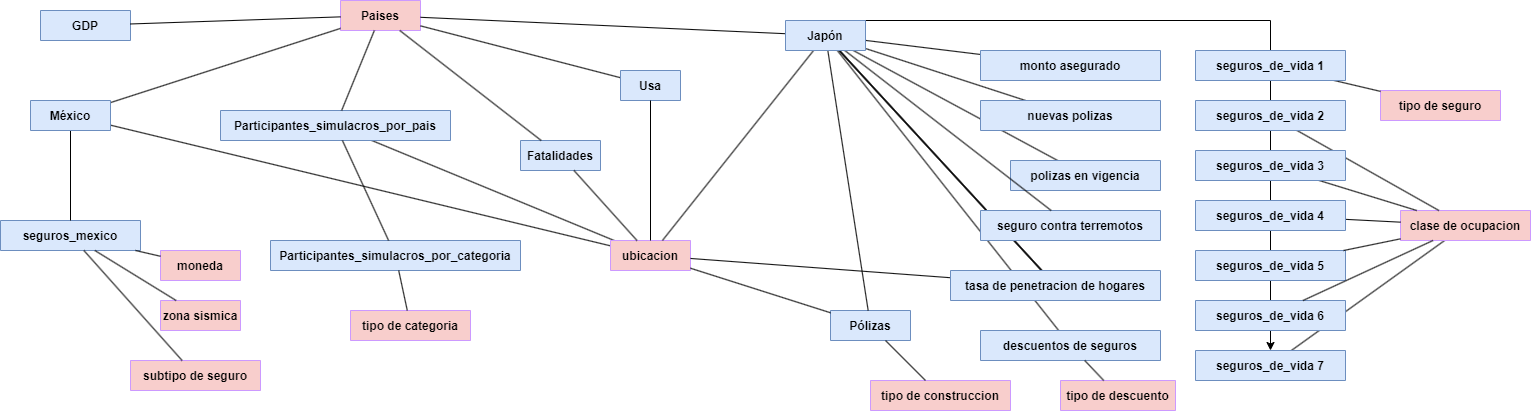 Paises
GDP
Japón
monto asegurado
seguros_de_vida 1
Usa
tipo de seguro
México
Participantes_simulacros_por_pais
nuevas polizas
seguros_de_vida 2
Fatalidades
polizas en vigencia
seguros_de_vida 3
seguros_de_vida 4
seguros_mexico
seguro contra terremotos
clase de ocupacion
Participantes_simulacros_por_categoria
ubicacion
moneda
seguros_de_vida 5
tasa de penetracion de hogares
zona sismica
seguros_de_vida 6
tipo de categoria
Pólizas
descuentos de seguros
seguros_de_vida 7
subtipo de seguro
tipo de construccion
tipo de descuento